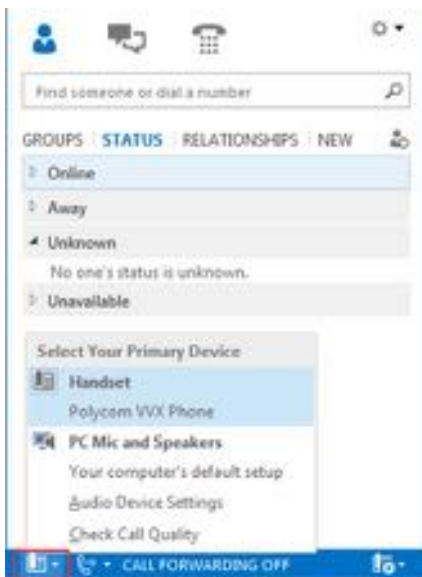 Find someone or dial a number
GROUPS STATUS RELATIONSHIPS NEW
Online
Away
Unknown
No one's status is unknown.
Unavailable
Select Your Primary Device
Handset
Polycom VVX Phone
PC Mic and Speakers
Your computer's default setup
Audio Device Settings
Check Call Quality
CALL FORWARDING OFF